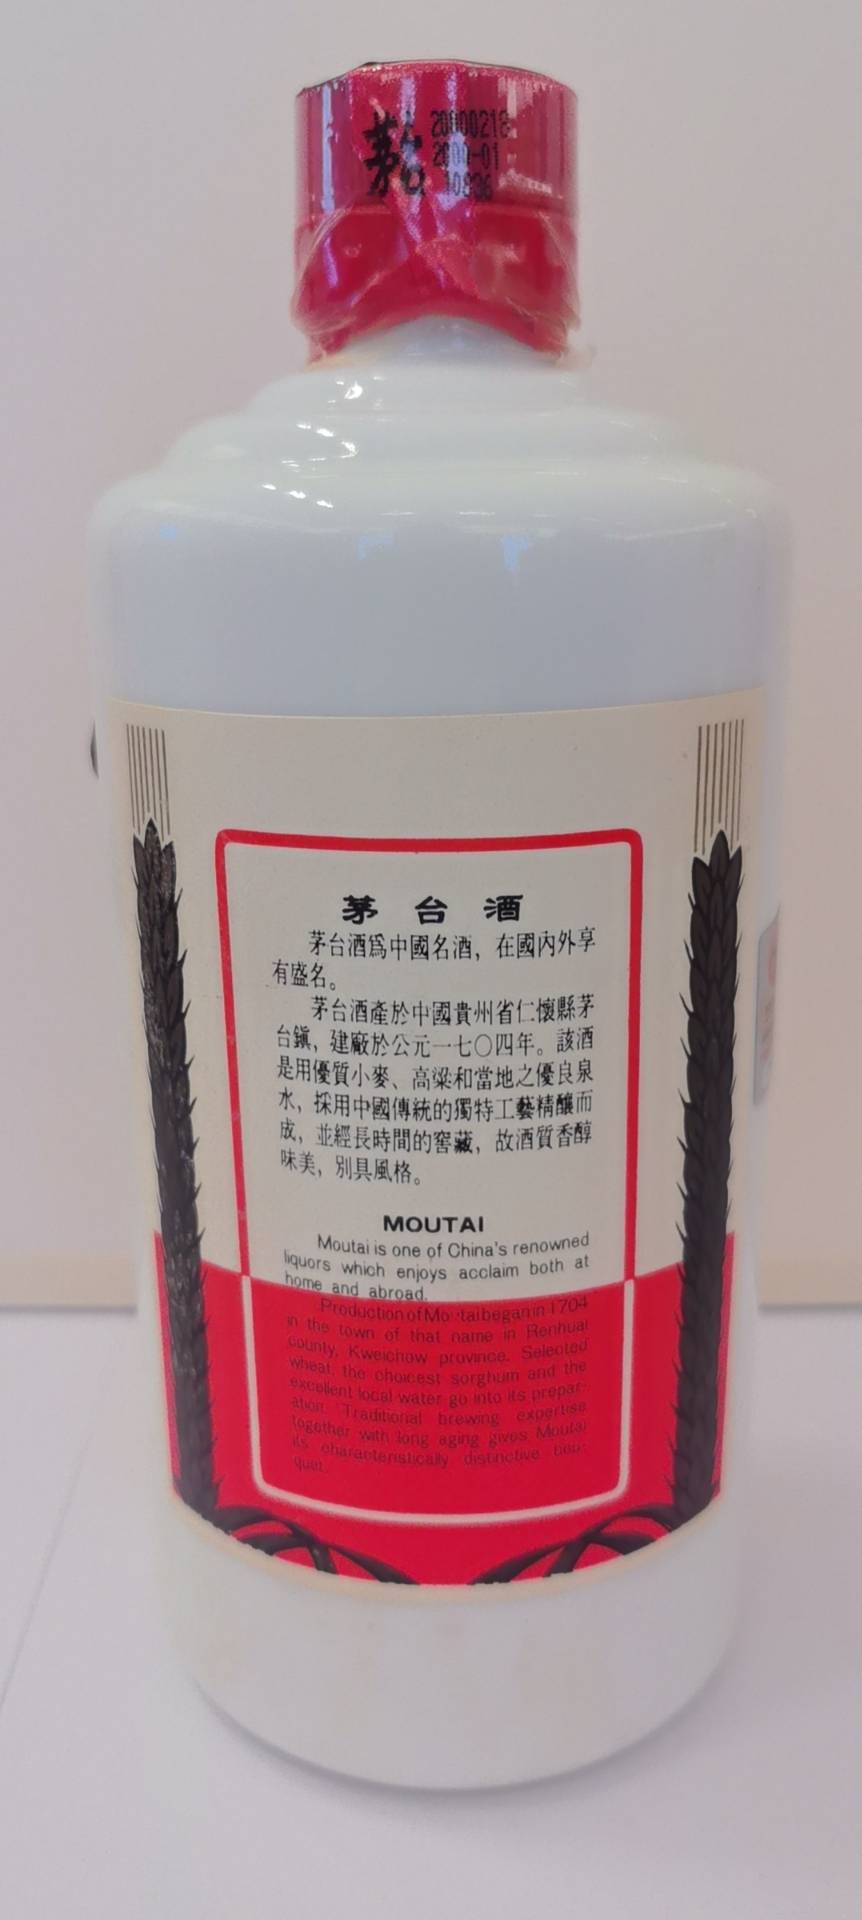 茅台
20000218
2000-01
10836
茅台酒
茅台酒爲中國名酒，在國內外享
有盛名。
茅台酒產於中國貴州省仁懷縣茅
台鎮，建廠於公元一七〇四年。該酒
是用優質小麥、高粱和當地之優良泉
水，採用中國傳統的獨特工藝精釀而
成，並經長時間的窖藏，故酒質香醇
味美，別具風格。
MOUTAI
Moutai is one of China's renowned
liquors which enjoys acclaim both at
home and abroad.
Production of Mo tai began in 1704
in the town of that name in Renhuai
county, Kweichow province. Selected
wheat, the choicest sorghum and the
excellent local water go into its prepar-
ation. Traditional brewing expertise
together with long aging gives Moutai
its characteristically distinctive bou-
quet.